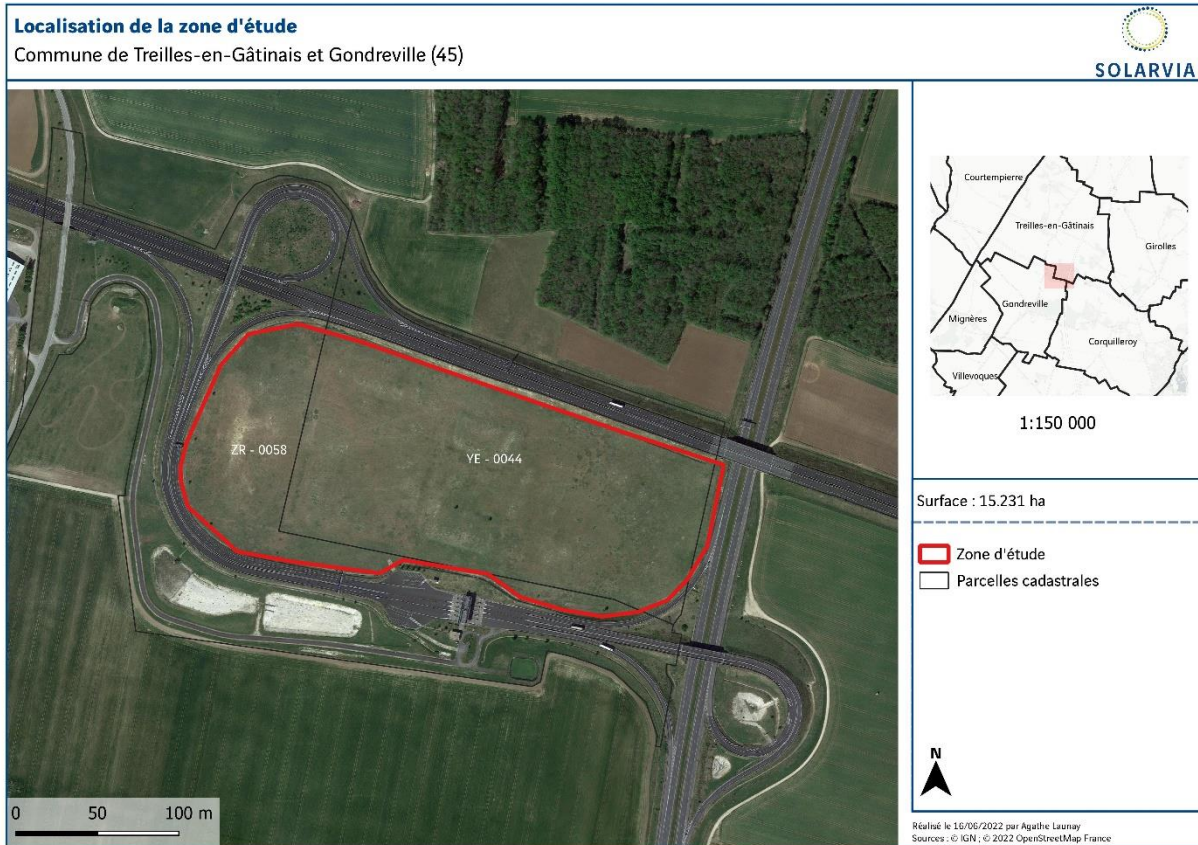 Localisation de la zone d'étude
Commune de Treilles-en-Gâtinais et Gondreville (45)
SOLARVIA
Courtempierre
Treilles-en-Gâtinais
Girolles
Gondreville
Mignères
Corquilleroy
Villevoques
1:150 000
ZR - 0058
YE - 0044
Surface : 15.231 ha
Zone d'étude
Parcelles cadastrales
N
0 50 100 m
Réalisé le 16/06/2022 par Agathe Launay
Sources : © IGN ; © 2022 OpenStreetMap France